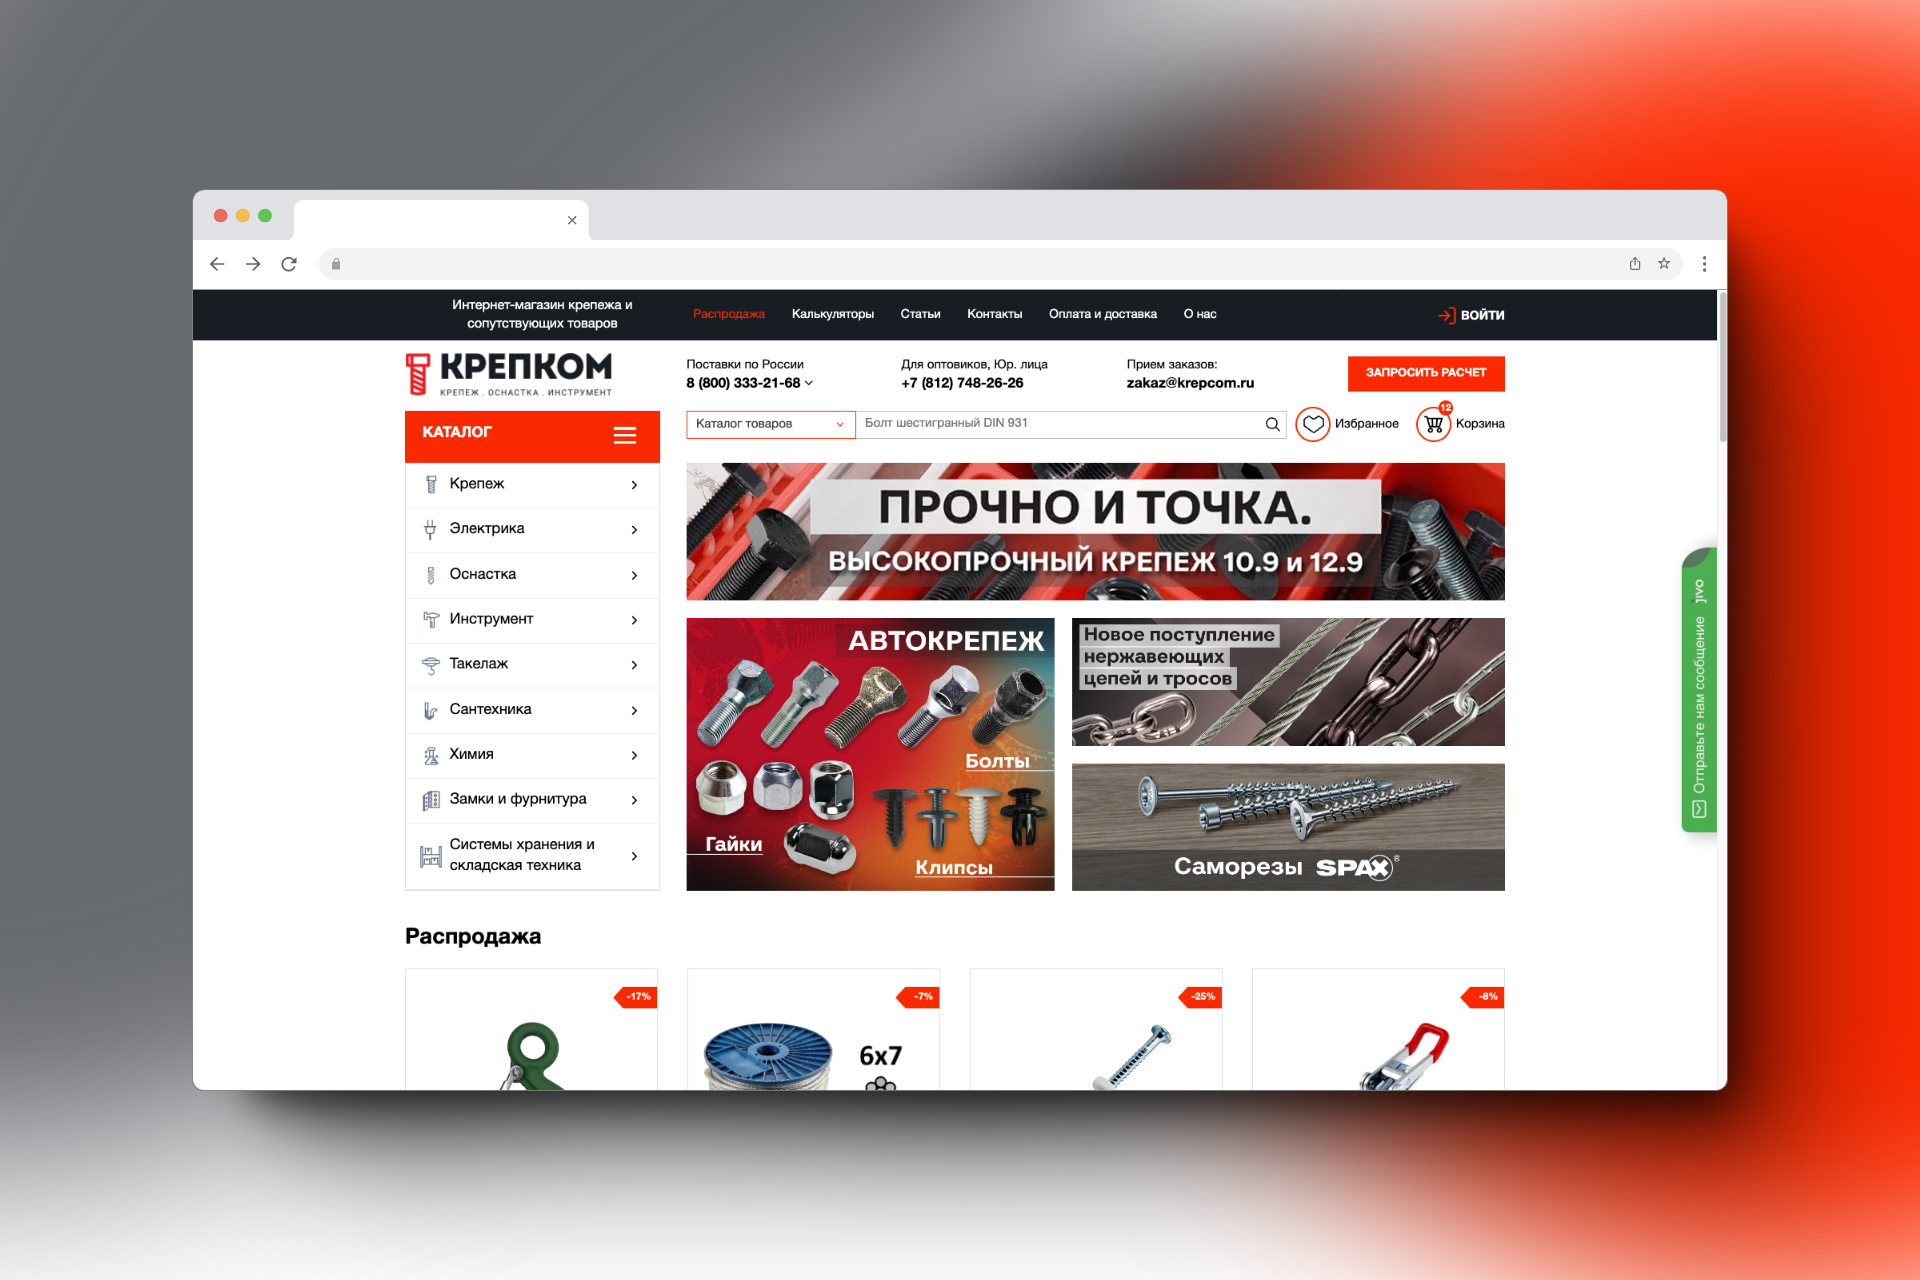 Интернет-магазин крепежа и
сопутствующих товаров
Распродажа
Калькуляторы
Статьи
Контакты
Оплата и доставка
О нас
ВОЙТИ
КРЕПКОМ
КРЕПЕЖ . ОСНАСТКА . ИНСТРУМЕНТ
Поставки по России
8 (800) 333-21-68
Для оптовиков, Юр. лица
+7 (812) 748-26-26
Прием заказов:
zakaz@krepcom.ru
ЗАПРОСИТЬ РАСЧЕТ
КАТАЛОГ
Каталог товаров
Болт шестигранный DIN 931
Избранное
12
Корзина
Крепеж
Электрика
Оснастка
Инструмент
Такелаж
Сантехника
Химия
Замки и фурнитура
Системы хранения и
складская техника
ПРОЧНО И ТОЧКА.
ВЫСОКОПРОЧНЫЙ КРЕПЕЖ 10.9 и 12.9
АВТОКРЕПЕЖ
Болты
Гайки
Клипсы
Новое поступление
нержавеющих
цепей и тросов
Саморезы SPAX®
Отправьте нам сообщение jivo
Распродажа
-17%
-7%
6x7
-25%
-8%